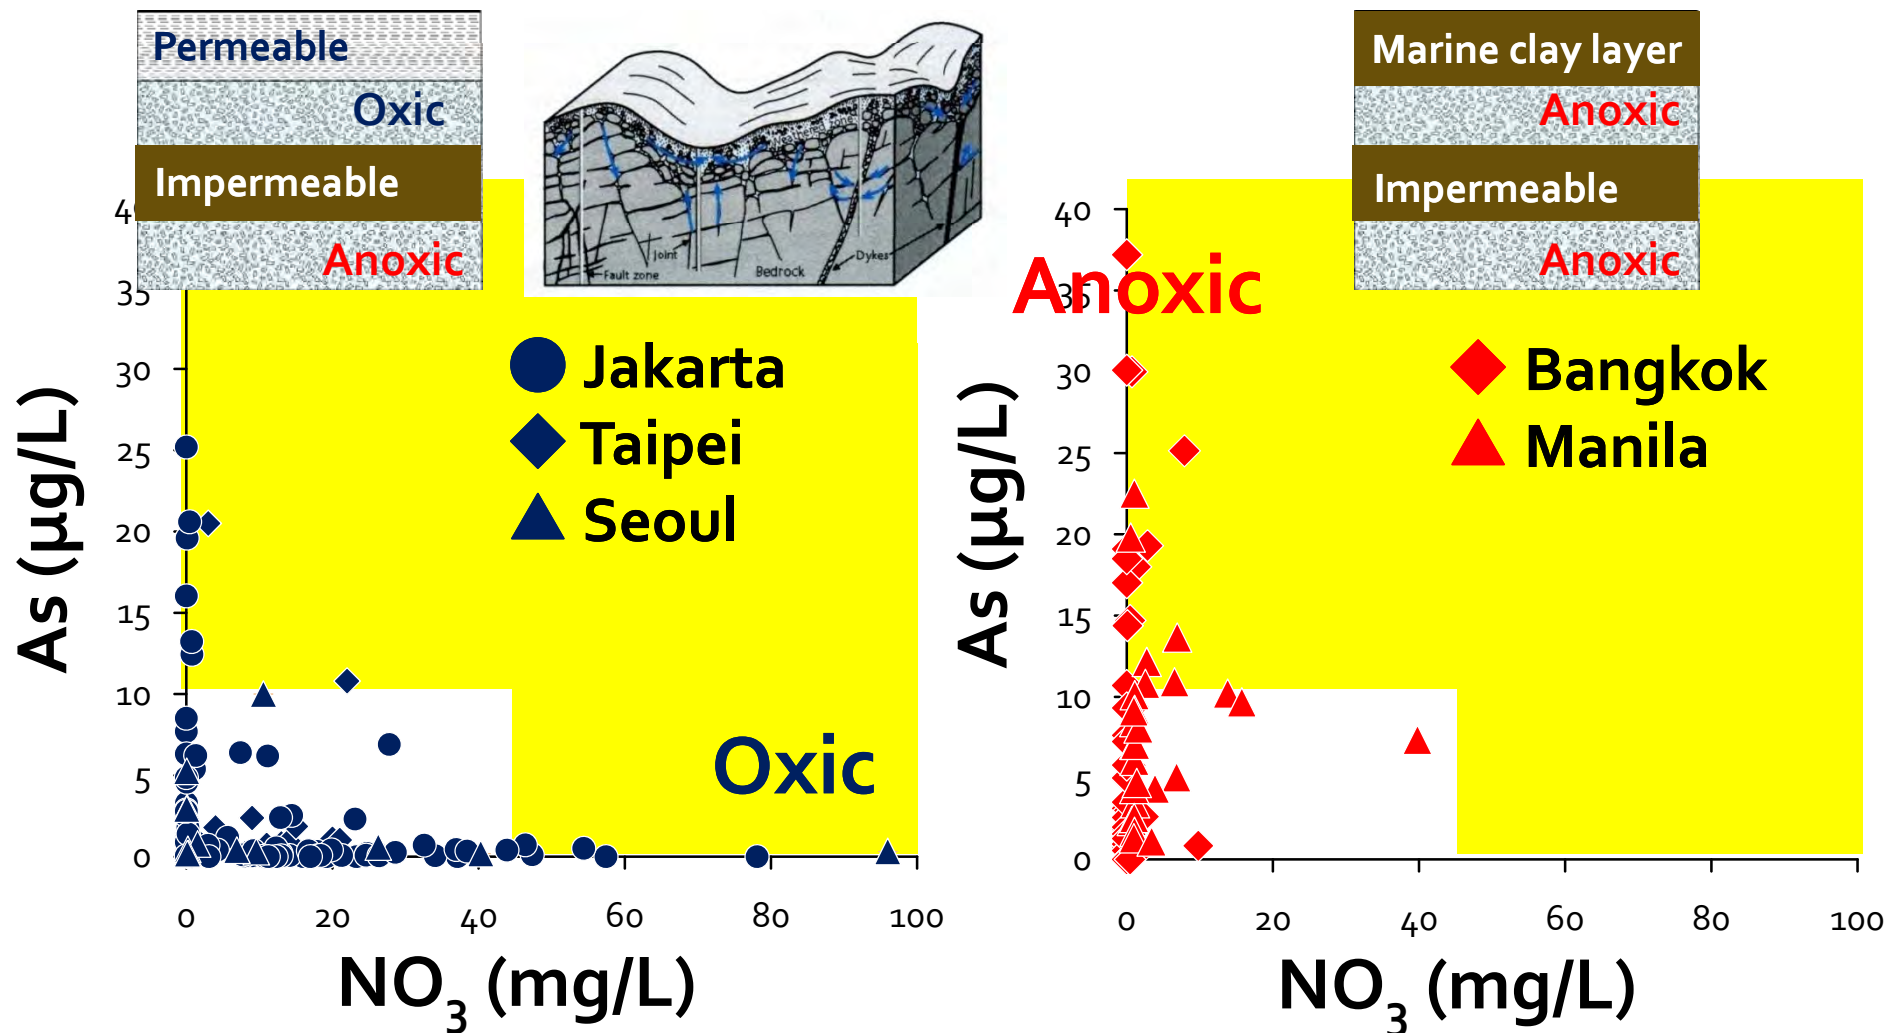 Permeable
Oxic
Impermeable
Anoxic
Joint
Fault zone
Bedrock
Dykes
Marine clay layer
Anoxic
Impermeable
Anoxic
As (µg/L)
35
30
25
20
15
10
5
0
Jakarta
Taipei
Seoul
Oxic
0 20 40 60 80 100
NO3 (mg/L)
As (µg/L)
40
35
30
25
20
15
10
5
0
Anoxic
Bangkok
Manila
0 20 40 60 80 100
NO3 (mg/L)